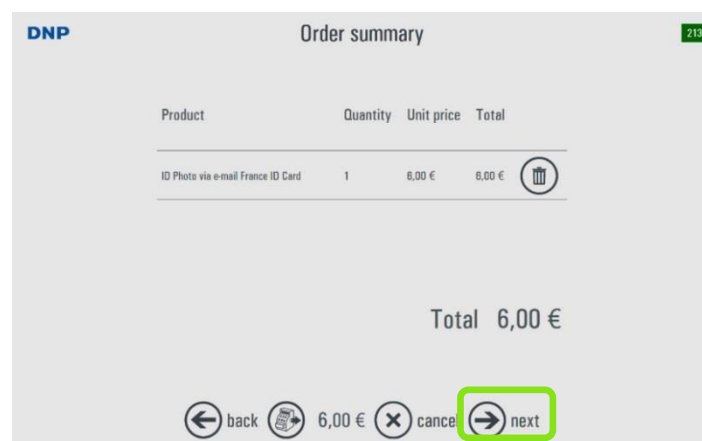 DNP
Order summary
213
Product Quantity Unit price Total
ID Photo via e-mail France ID Card 1 6,00 € 6,00 €
Total 6,00 €
back 6,00 € cancel next